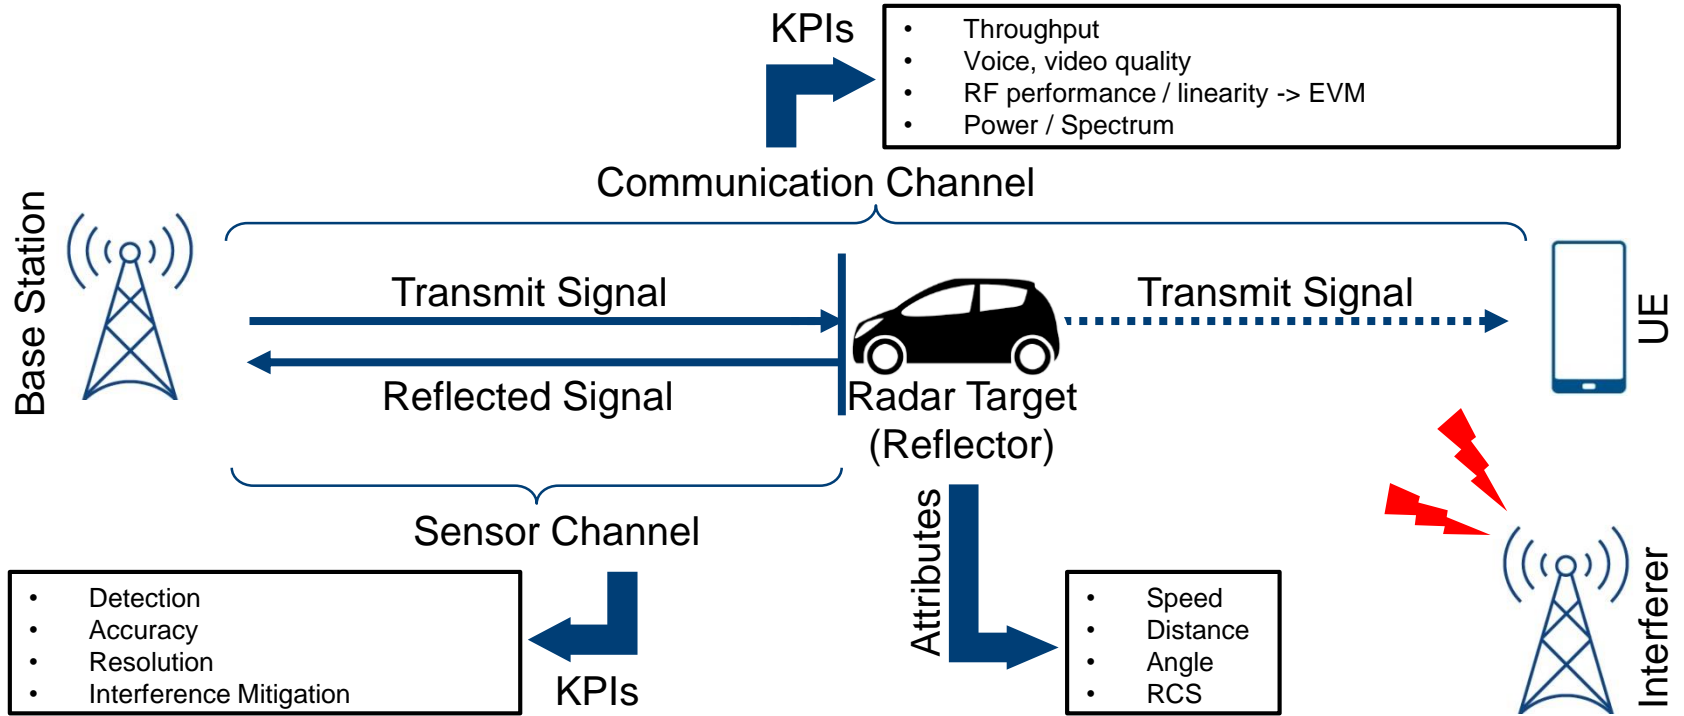 KPIs
• Throughput
• Voice, video quality
• RF performance / linearity -> EVM
• Power / Spectrum
Communication Channel
Base Station
Transmit Signal
Transmit Signal
UE
Reflected Signal
Radar Target
(Reflector)
Sensor Channel
Attributes
• Detection
• Accuracy
• Resolution
• Interference Mitigation
KPIs
• Speed
• Distance
• Angle
• RCS
Interferer